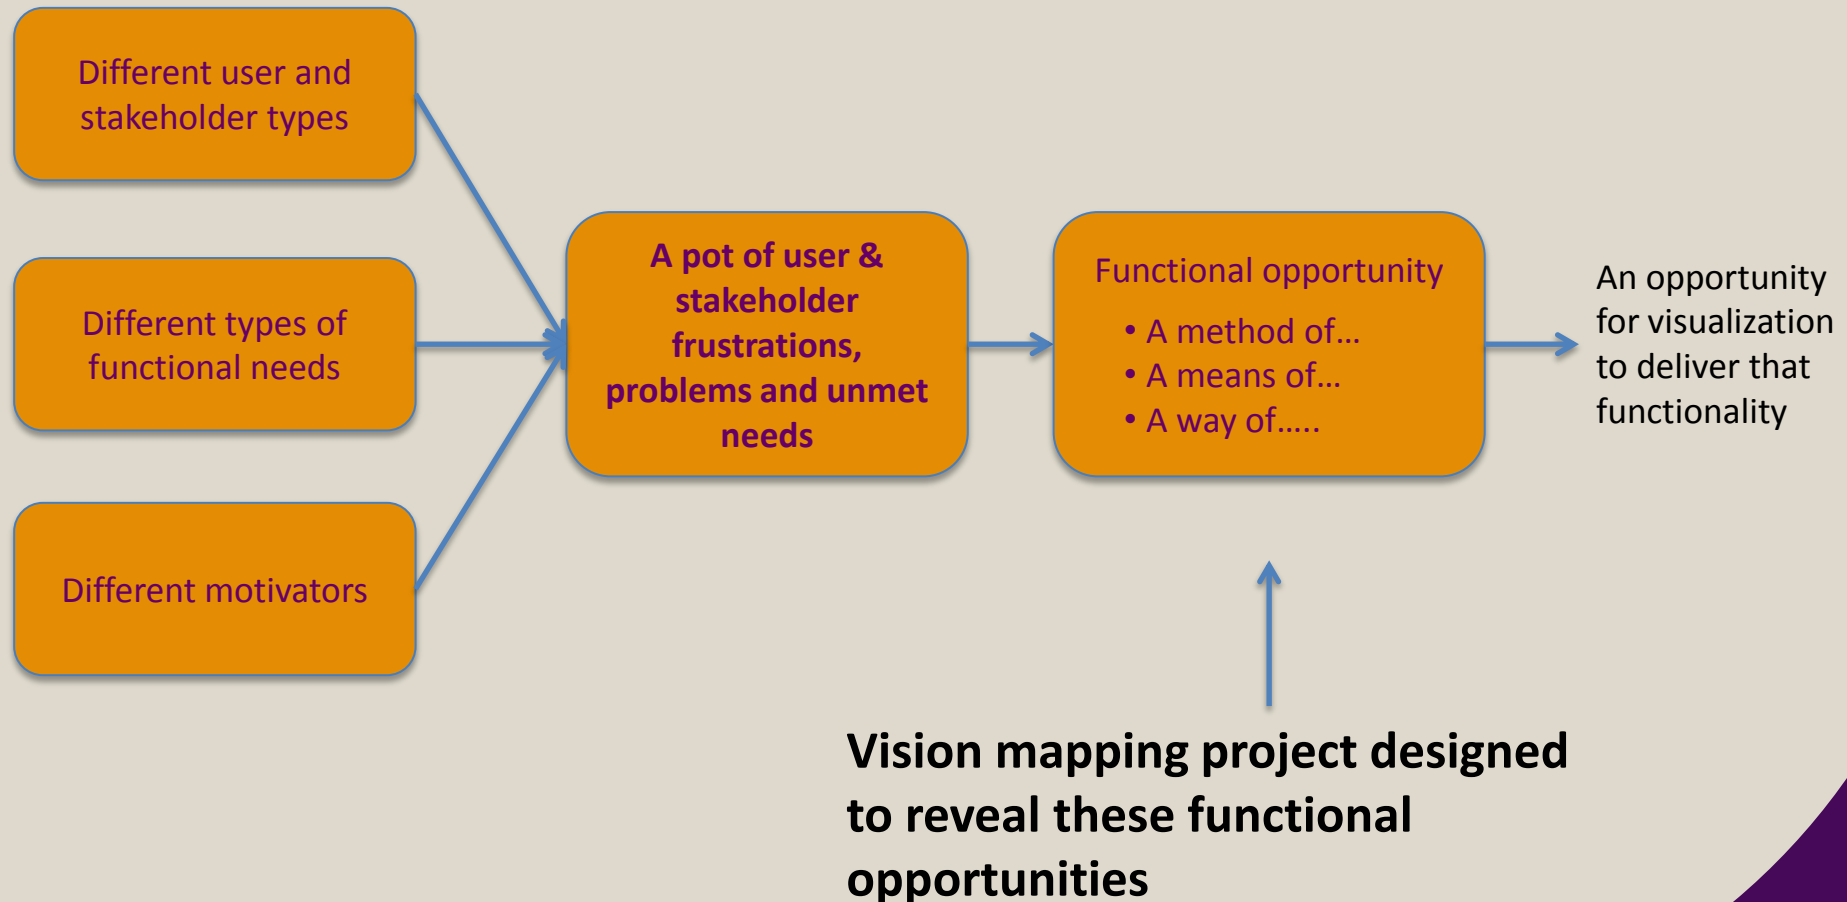 Different user and
stakeholder types
Different types of
functional needs
Different motivators
A pot of user &
stakeholder
frustrations,
problems and unmet
needs
Functional opportunity
• A method of…
• A means of…
• A way of…..
An opportunity
for visualization
to deliver that
functionality
Vision mapping project designed
to reveal these functional
opportunities